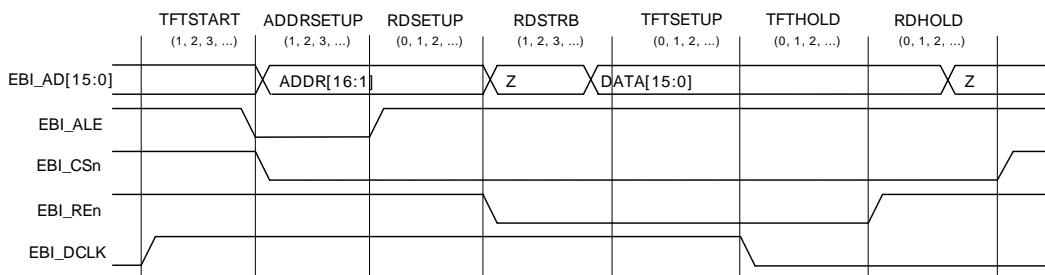 TFTSTART ADDRSETUP RDSETUP RDSTRB TFTSETUP TFTHOLD RDHOLD
(1, 2, 3, ...) (1, 2, 3, ...) (0, 1, 2, ...) (1, 2, 3, ...) (0, 1, 2, ...) (0, 1, 2, ...) (0, 1, 2, ...)
EBI_AD[15:0] ADDR[16:1] Z DATA[15:0] Z
EBI_ALE
EBI_CSn
EBI_REn
EBI_DCLK